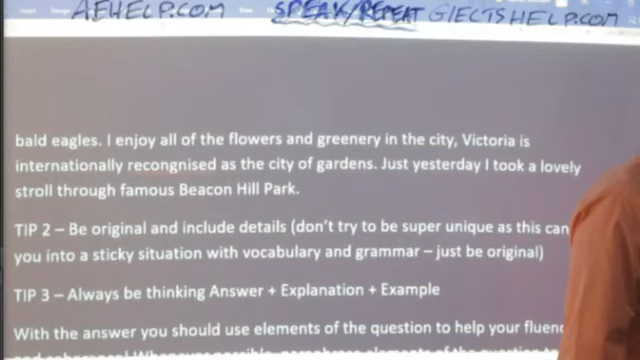 AEHELP.COM SPEAK/REPEAT GIELTSHELP.COM
bald eagles. I enjoy all of the flowers and greenery in the city, Victoria is
internationally recongnised as the city of gardens. Just yesterday I took a lovely
stroll through famous Beacon Hill Park.
TIP 2 – Be original and include details (don't try to be super unique as this can
you into a sticky situation with vocabulary and grammar – just be original)
TIP 3 – Always be thinking Answer + Explanation + Example
With the answer you should use elements of the question to help your fluenc